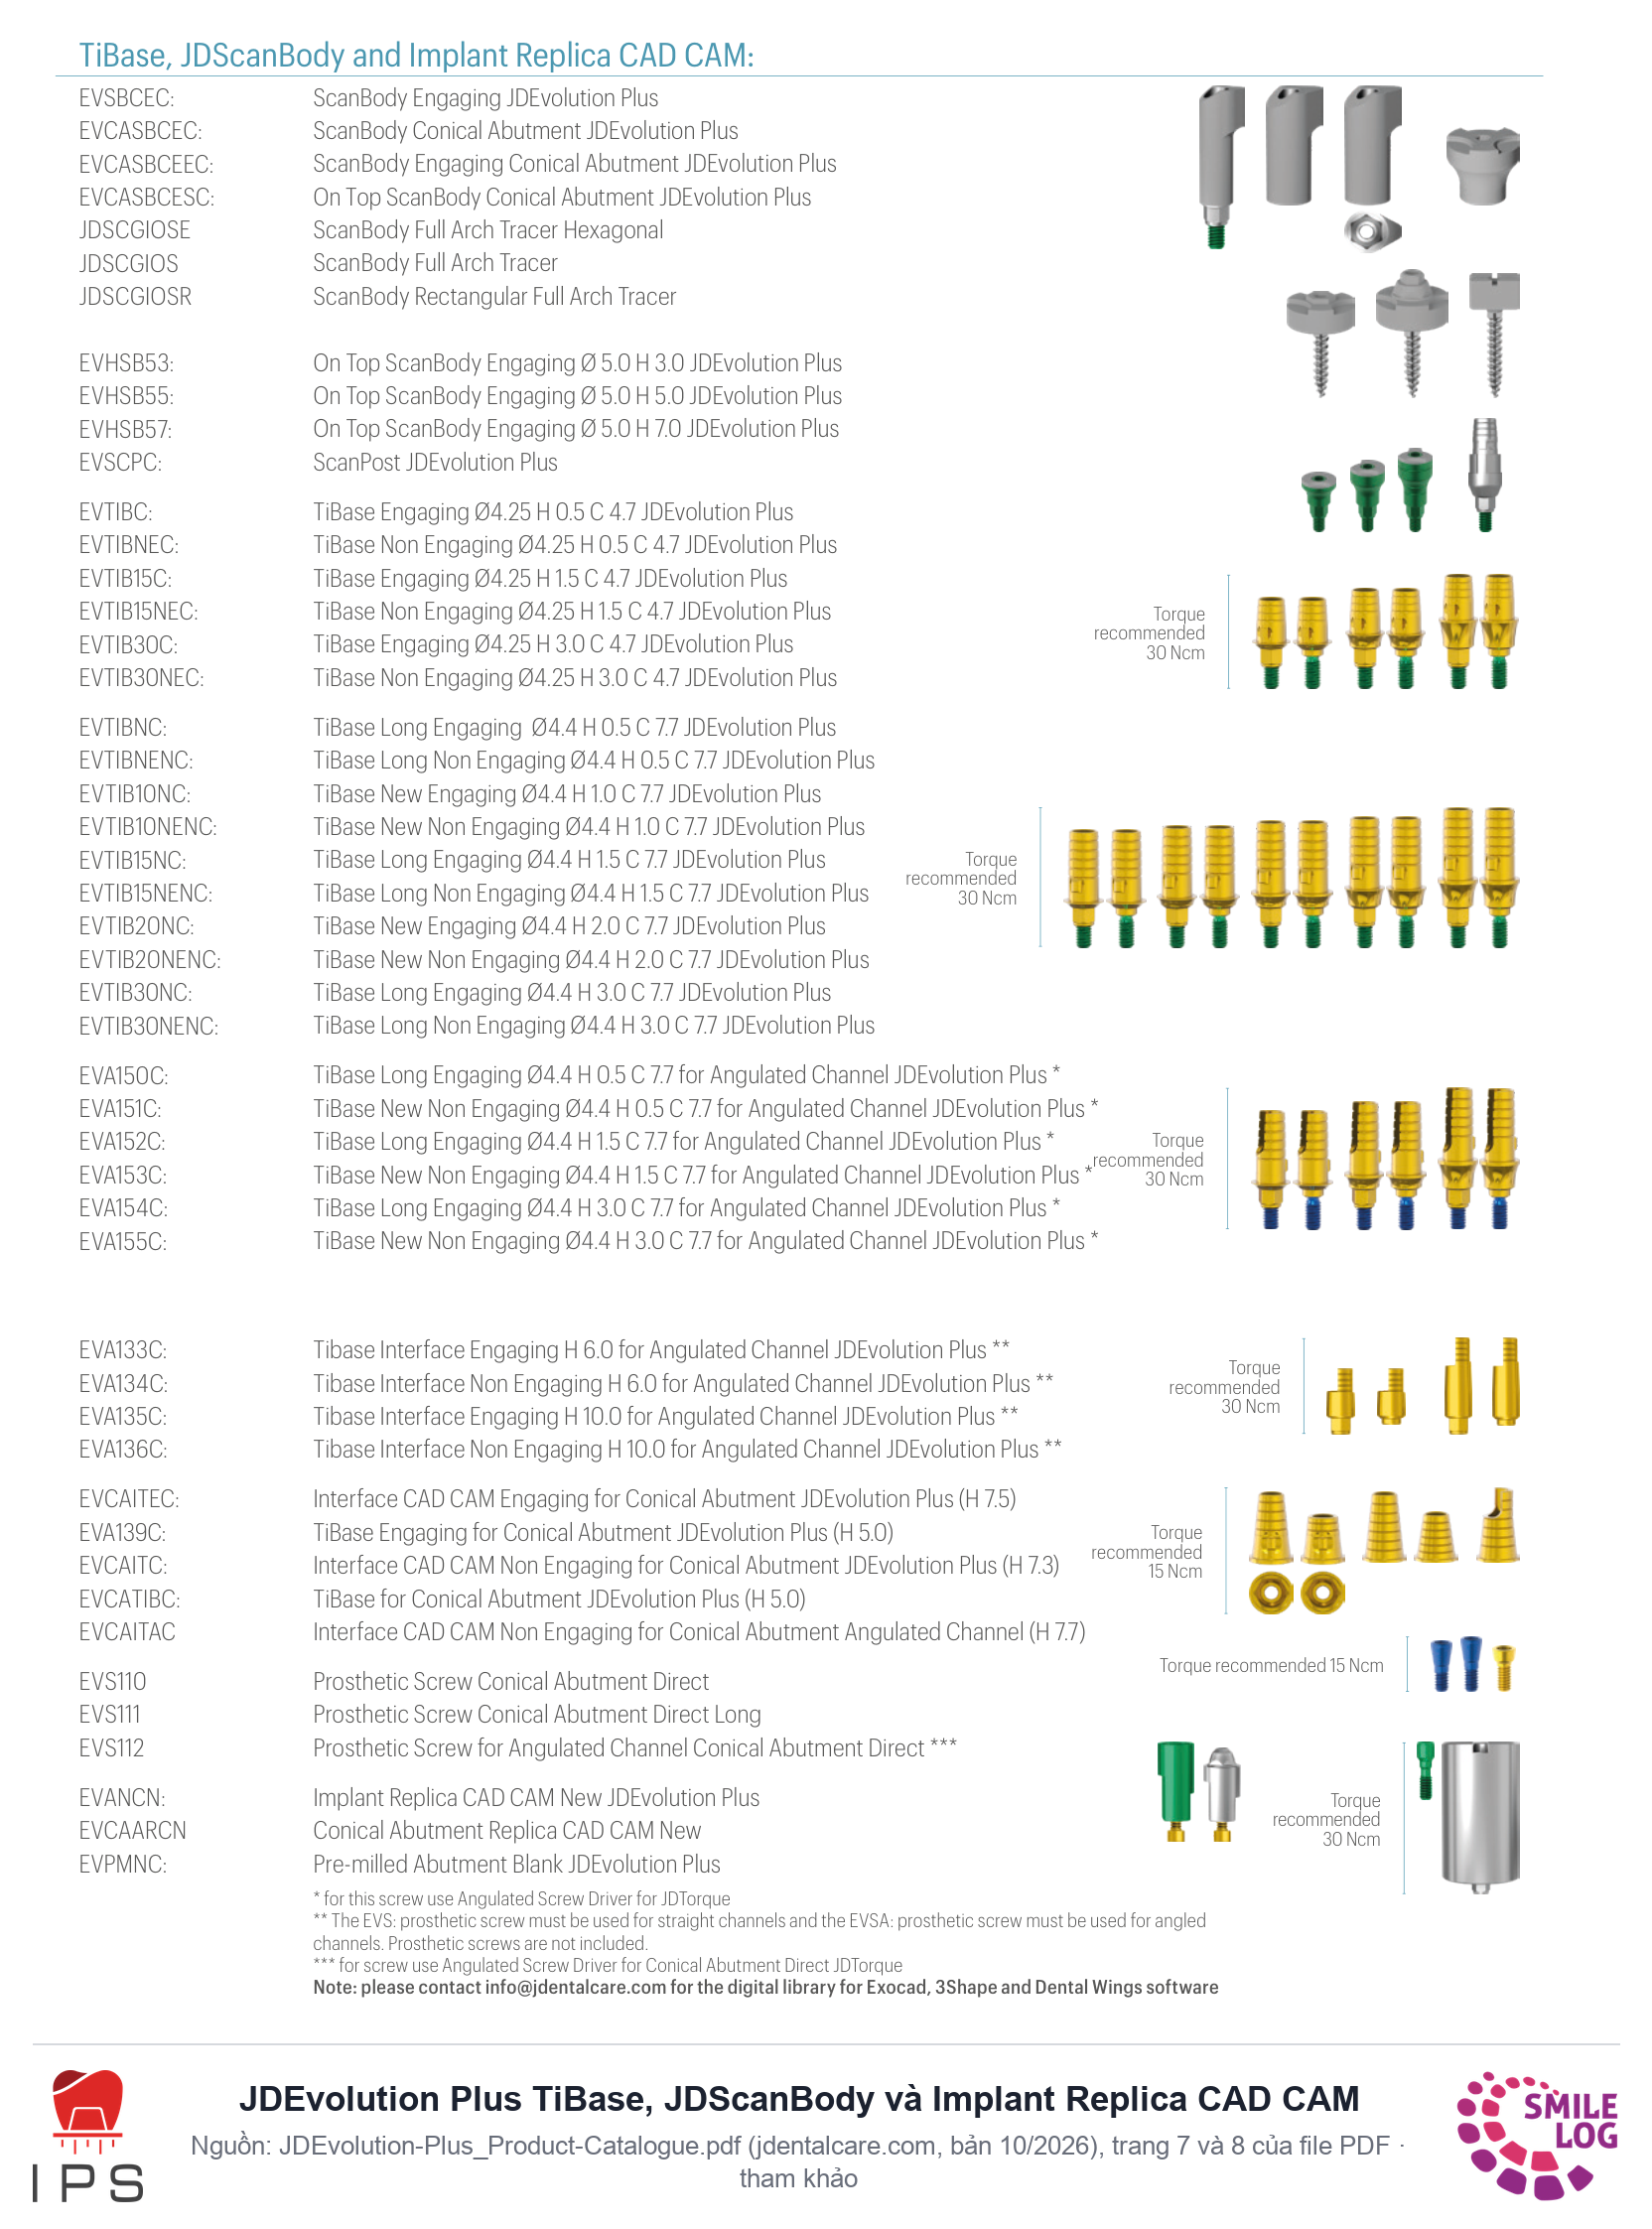 TiBase, JDScanBody and Implant Replica CAD CAM:
EVSBCEC: ScanBody Engaging JDEvolution Plus
EVCASBCEC: ScanBody Conical Abutment JDEvolution Plus
EVCASBCEEC: ScanBody Engaging Conical Abutment JDEvolution Plus
EVCASBCESC: On Top ScanBody Conical Abutment JDEvolution Plus
JDSCGIOSE ScanBody Full Arch Tracer Hexagonal
JDSCGIOS ScanBody Full Arch Tracer
JDSCGIOSR ScanBody Rectangular Full Arch Tracer
EVHSB53: On Top ScanBody Engaging Ø 5.0 H 3.0 JDEvolution Plus
EVHSB55: On Top ScanBody Engaging Ø 5.0 H 5.0 JDEvolution Plus
EVHSB57: On Top ScanBody Engaging Ø 5.0 H 7.0 JDEvolution Plus
EVSCPC: ScanPost JDEvolution Plus
EVTIBC: TiBase Engaging Ø4.25 H 0.5 C 4.7 JDEvolution Plus
EVTIBNEC: TiBase Non Engaging Ø4.25 H 0.5 C 4.7 JDEvolution Plus
EVTIB15C: TiBase Engaging Ø4.25 H 1.5 C 4.7 JDEvolution Plus
EVTIB15NEC: TiBase Non Engaging Ø4.25 H 1.5 C 4.7 JDEvolution Plus
EVTIB30C: TiBase Engaging Ø4.25 H 3.0 C 4.7 JDEvolution Plus
EVTIB30NEC: TiBase Non Engaging Ø4.25 H 3.0 C 4.7 JDEvolution Plus
Torque
recommended
30 Ncm
EVTIBNC: TiBase Long Engaging Ø4.4 H 0.5 C 7.7 JDEvolution Plus
EVTIBNENC: TiBase Long Non Engaging Ø4.4 H 0.5 C 7.7 JDEvolution Plus
EVTIB10NC: TiBase New Engaging Ø4.4 H 1.0 C 7.7 JDEvolution Plus
EVTIB10NENC: TiBase New Non Engaging Ø4.4 H 1.0 C 7.7 JDEvolution Plus
EVTIB15NC: TiBase Long Engaging Ø4.4 H 1.5 C 7.7 JDEvolution Plus
EVTIB15NENC: TiBase Long Non Engaging Ø4.4 H 1.5 C 7.7 JDEvolution Plus
EVTIB20NC: TiBase New Engaging Ø4.4 H 2.0 C 7.7 JDEvolution Plus
EVTIB20NENC: TiBase New Non Engaging Ø4.4 H 2.0 C 7.7 JDEvolution Plus
EVTIB30NC: TiBase Long Engaging Ø4.4 H 3.0 C 7.7 JDEvolution Plus
EVTIB30NENC: TiBase Long Non Engaging Ø4.4 H 3.0 C 7.7 JDEvolution Plus
Torque
recommended
30 Ncm
EVA150C: TiBase Long Engaging Ø4.4 H 0.5 C 7.7 for Angulated Channel JDEvolution Plus *
EVA151C: TiBase New Non Engaging Ø4.4 H 0.5 C 7.7 for Angulated Channel JDEvolution Plus *
EVA152C: TiBase Long Engaging Ø4.4 H 1.5 C 7.7 for Angulated Channel JDEvolution Plus *
EVA153C: TiBase New Non Engaging Ø4.4 H 1.5 C 7.7 for Angulated Channel JDEvolution Plus *
EVA154C: TiBase Long Engaging Ø4.4 H 3.0 C 7.7 for Angulated Channel JDEvolution Plus *
EVA155C: TiBase New Non Engaging Ø4.4 H 3.0 C 7.7 for Angulated Channel JDEvolution Plus *
Torque
recommended
30 Ncm
EVA133C: Tibase Interface Engaging H 6.0 for Angulated Channel JDEvolution Plus **
EVA134C: Tibase Interface Non Engaging H 6.0 for Angulated Channel JDEvolution Plus **
EVA135C: Tibase Interface Engaging H 10.0 for Angulated Channel JDEvolution Plus **
EVA136C: Tibase Interface Non Engaging H 10.0 for Angulated Channel JDEvolution Plus **
Torque
recommended
30 Ncm
EVCAITEC: Interface CAD CAM Engaging for Conical Abutment JDEvolution Plus (H 7.5)
EVA139C: TiBase Engaging for Conical Abutment JDEvolution Plus (H 5.0)
EVCAITC: Interface CAD CAM Non Engaging for Conical Abutment JDEvolution Plus (H 7.3)
EVCATIBC: TiBase for Conical Abutment JDEvolution Plus (H 5.0)
EVCAITAC Interface CAD CAM Non Engaging for Conical Abutment Angulated Channel (H 7.7)
Torque
recommended
15 Ncm
EVS110 Prosthetic Screw Conical Abutment Direct
EVS111 Prosthetic Screw Conical Abutment Direct Long
EVS112 Prosthetic Screw for Angulated Channel Conical Abutment Direct ***
Torque recommended 15 Ncm
EVANCN: Implant Replica CAD CAM New JDEvolution Plus
EVCAARCN Conical Abutment Replica CAD CAM New
EVPMNC: Pre-milled Abutment Blank JDEvolution Plus
Torque
recommended
30 Ncm
* for this screw use Angulated Screw Driver for JDTorque
** The EVS: prosthetic screw must be used for straight channels and the EVSA: prosthetic screw must be used for angled
channels. Prosthetic screws are not included.
*** for screw use Angulated Screw Driver for Conical Abutment Direct JDTorque
Note: please contact info@jdentalcare.com for the digital library for Exocad, 3Shape and Dental Wings software
IPS
JDEvolution Plus TiBase, JDScanBody và Implant Replica CAD CAM
Nguồn: JDEvolution-Plus_Product-Catalogue.pdf (jdentalcare.com, bản 10/2026), trang 7 và 8 của file PDF ·
tham khảo
SMILE
LOG